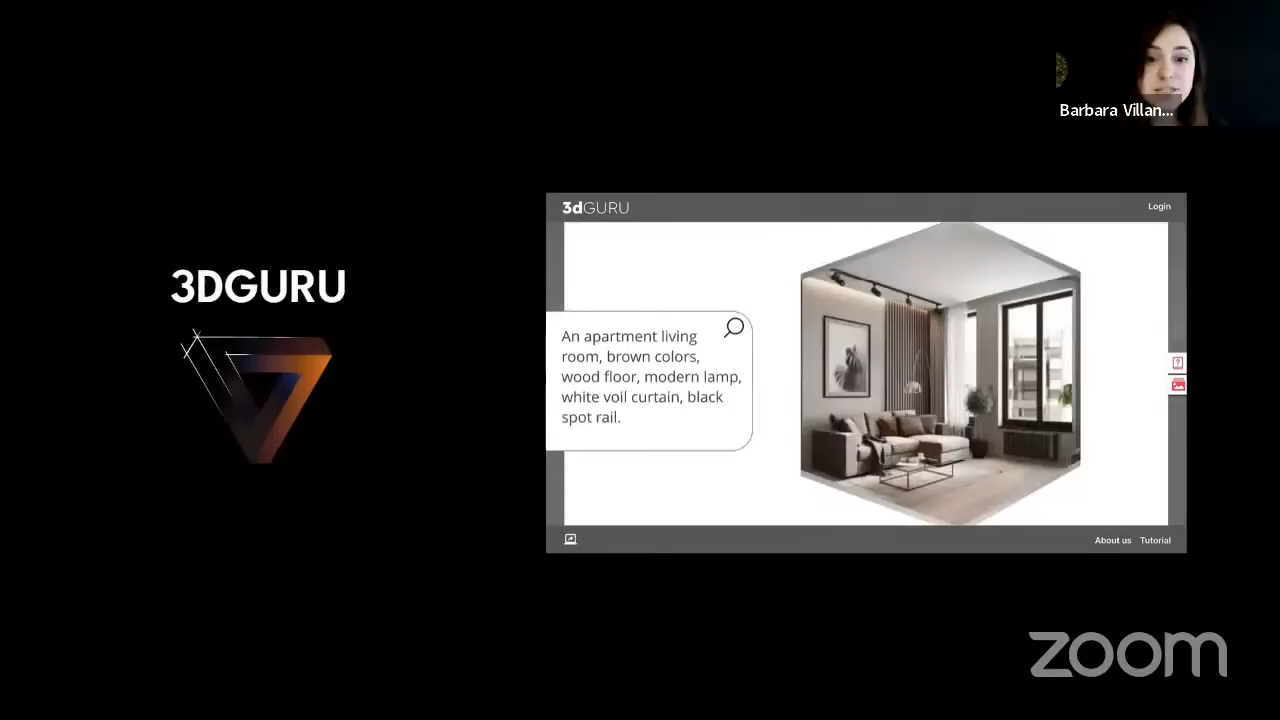 Barbara Villan...
3DGURU
3dGURU
Login
An apartment living
room, brown colors,
wood floor, modern lamp,
white voil curtain, black
spot rail.
About us Tutorial
zoom